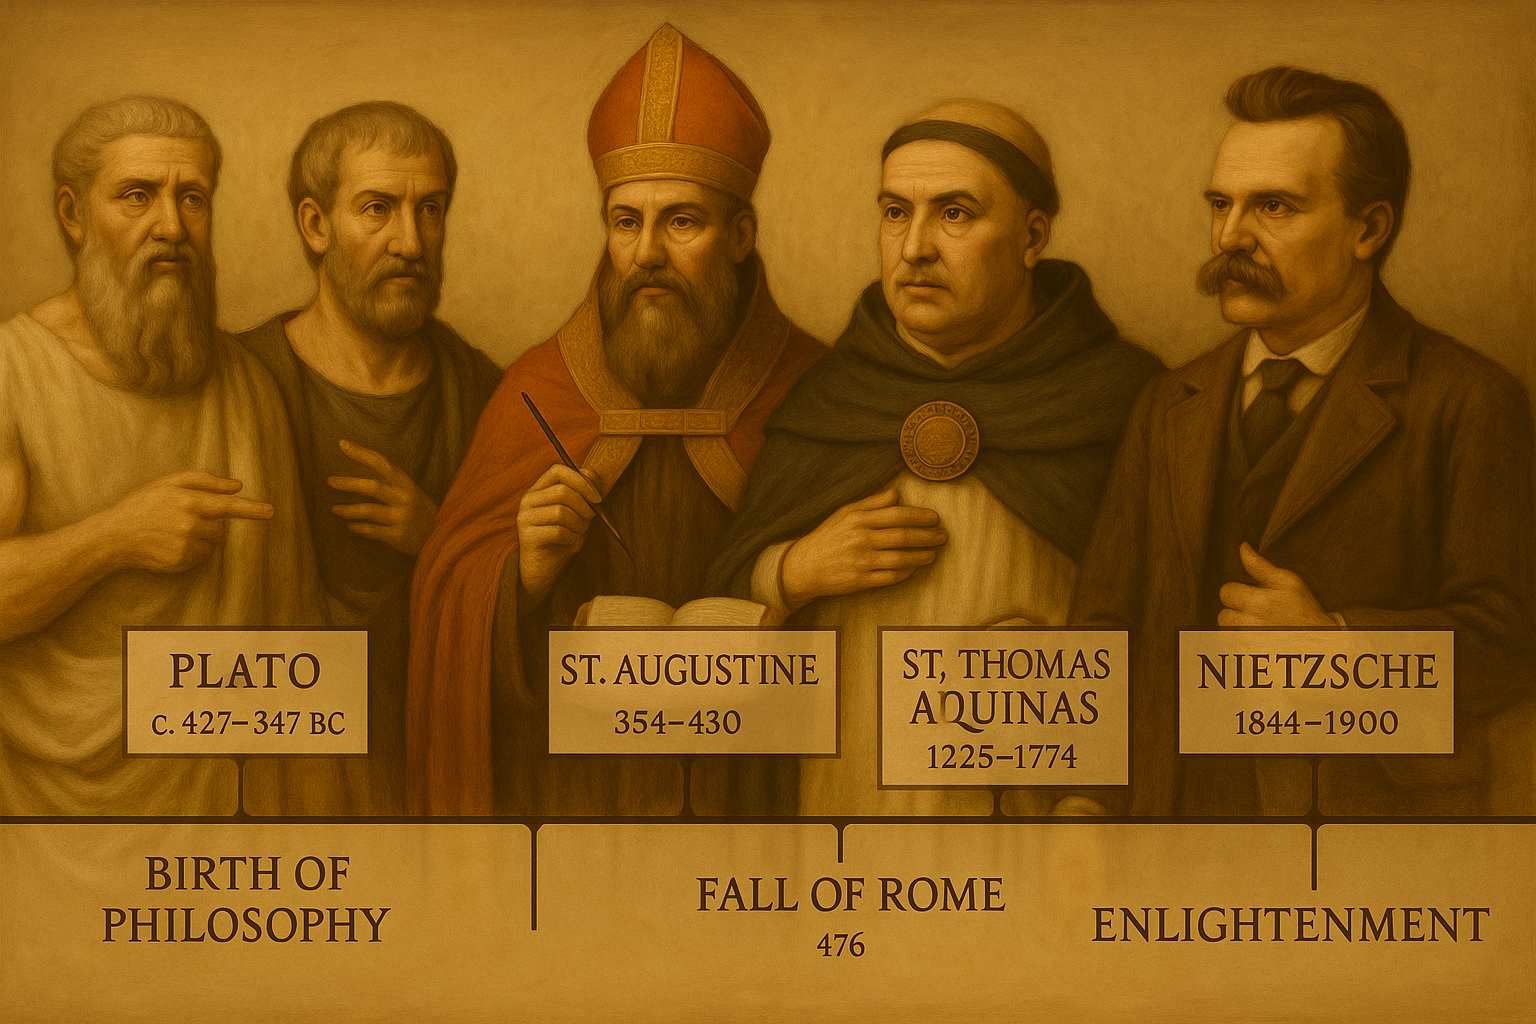 PLATO
C. 427–347 BC
ST. AUGUSTINE
354–430
ST, THOMAS
AQUINAS
1225–1774
NIETZSCHE
1844–1900
BIRTH OF
PHILOSOPHY
FALL OF ROME
476
ENLIGHTENMENT